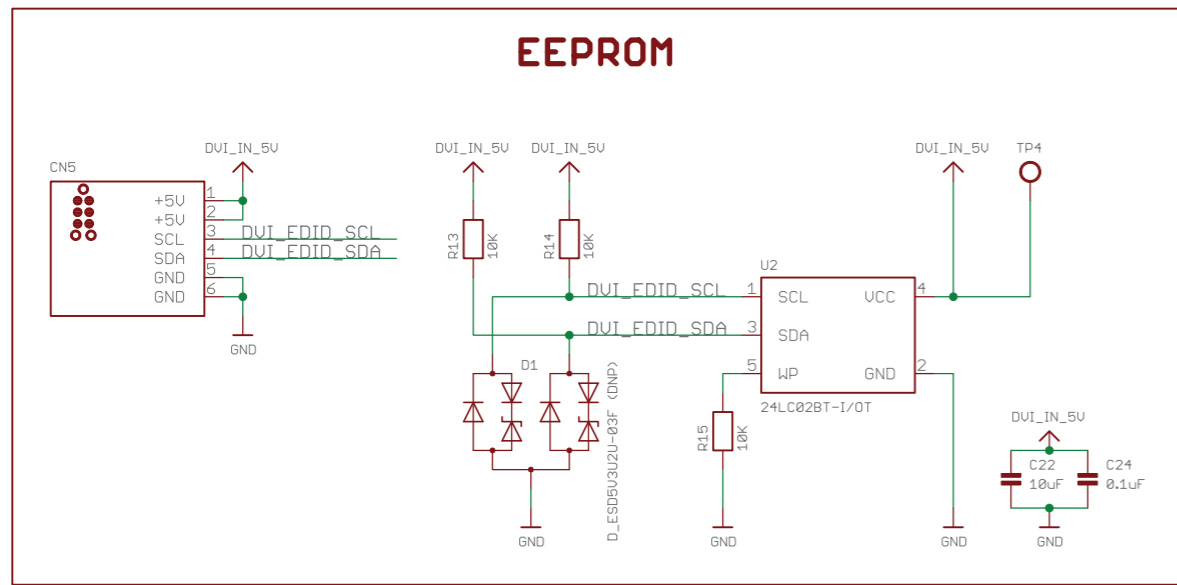 EEPROM
CN5
DVI_IN_5V
+5V 1
+5V 2
SCL 3 DVI_EDID_SCL
SDA 4 DVI_EDID_SDA
GND 5
GND 6
GND
DVI_IN_5V DVI_IN_5V
R13 10K
R14 10K
DVI_EDID_SCL
DVI_EDID_SDA
D1
D_ESD5V3U2U-03F (DNP)
GND
DVI_IN_5V TP4
U2
1 SCL VCC 4
3 SDA
5 WP GND 2
24LC02BT-I/OT
R15 10K
GND
GND
DVI_IN_5V
C22 C24
10uF 0.1uF
GND